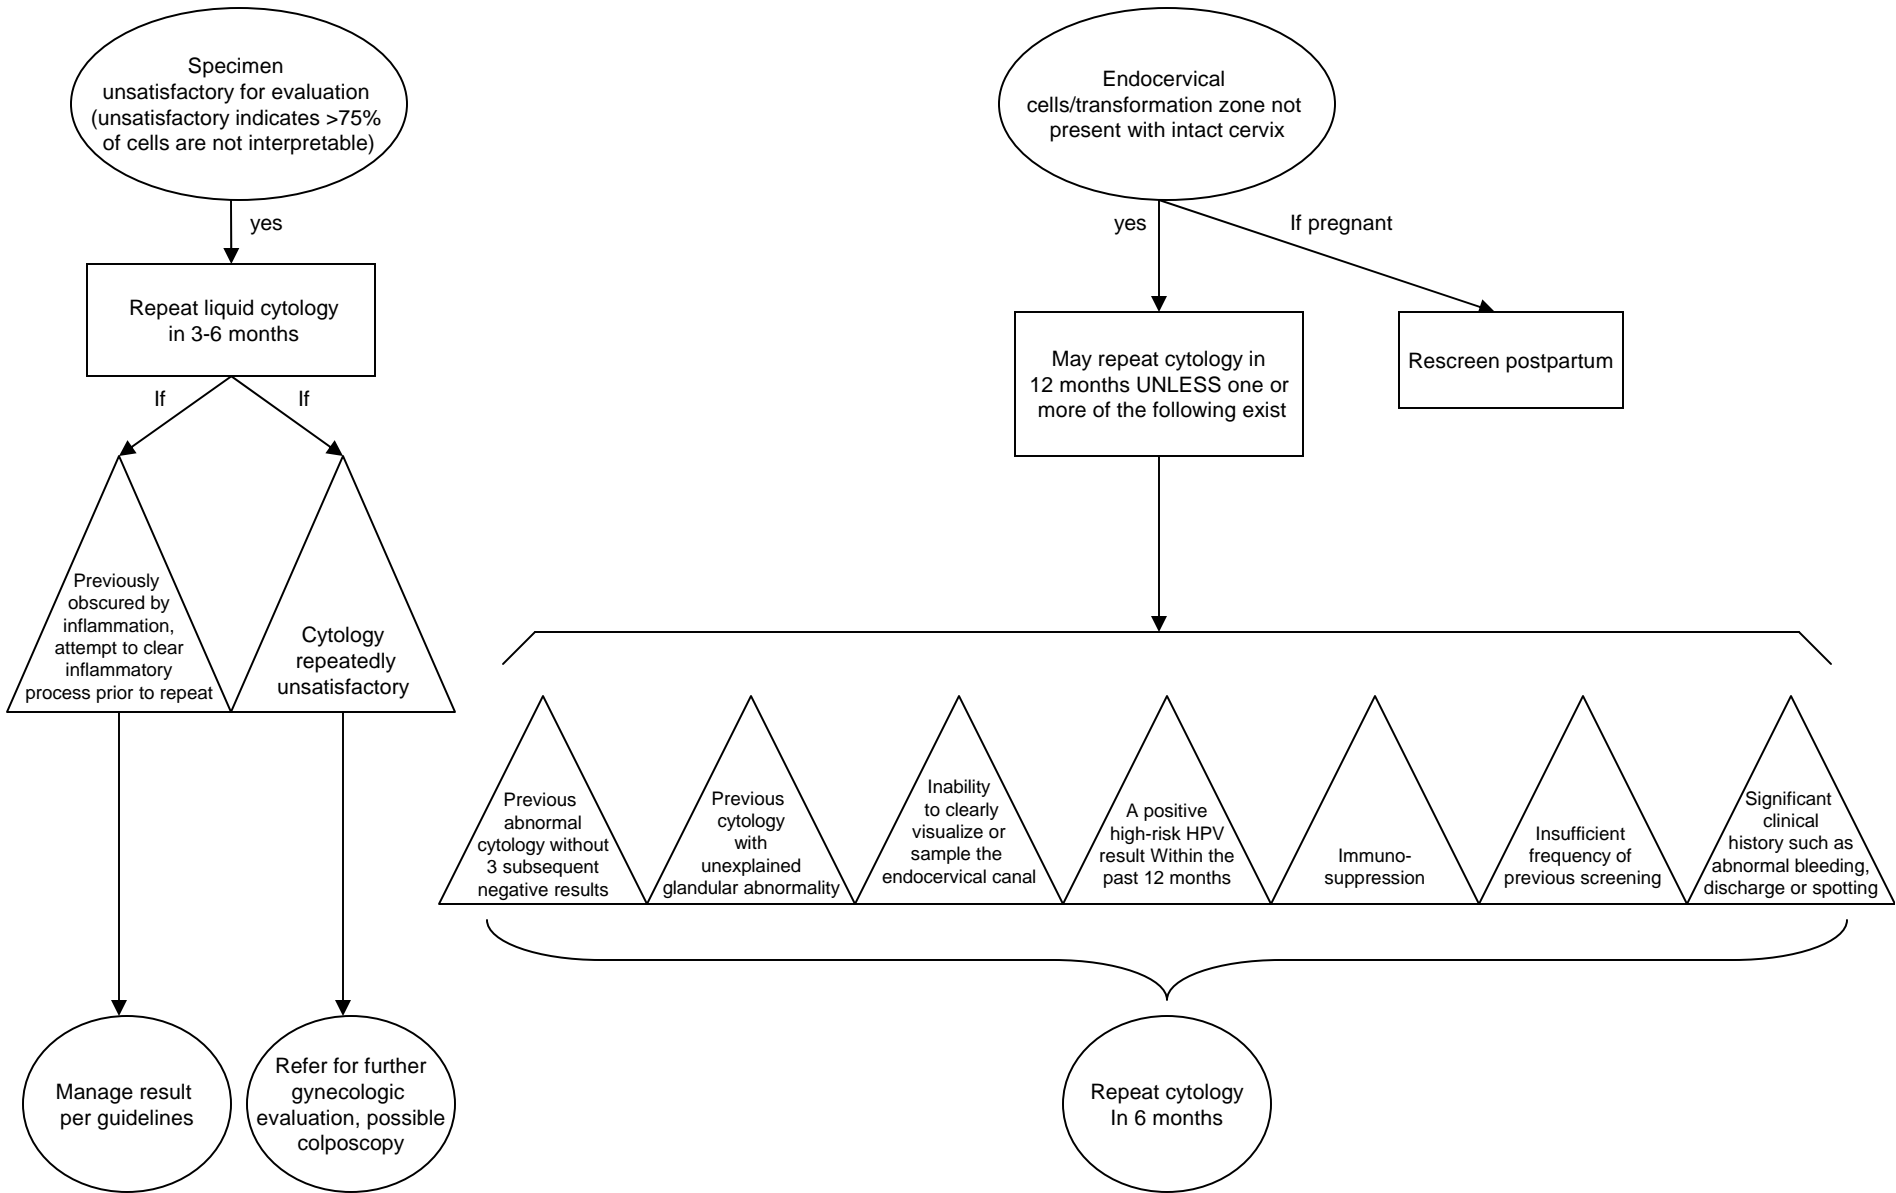 Specimen
unsatisfactory for evaluation
(unsatisfactory indicates >75%
of cells are not interpretable)
yes
Repeat liquid cytology
in 3-6 months
If
If
Previously
obscured by
inflammation,
attempt to clear
inflammatory
process prior to repeat
Cytology
repeatedly
unsatisfactory
Manage result
per guidelines
Refer for further
gynecologic
evaluation, possible
colposcopy
Endocervical
cells/transformation zone not
present with intact cervix
yes
If pregnant
May repeat cytology in
12 months UNLESS one or
more of the following exist
Rescreen postpartum
Previous
abnormal
cytology without
3 subsequent
negative results
Previous
cytology
with
unexplained
glandular abnormality
Inability
to clearly
visualize or
sample the
endocervical canal
A positive
high-risk HPV
result Within the
past 12 months
Immuno-
suppression
Insufficient
frequency of
previous screening
Significant
clinical
history such as
abnormal bleeding,
discharge or spotting
Repeat cytology
In 6 months